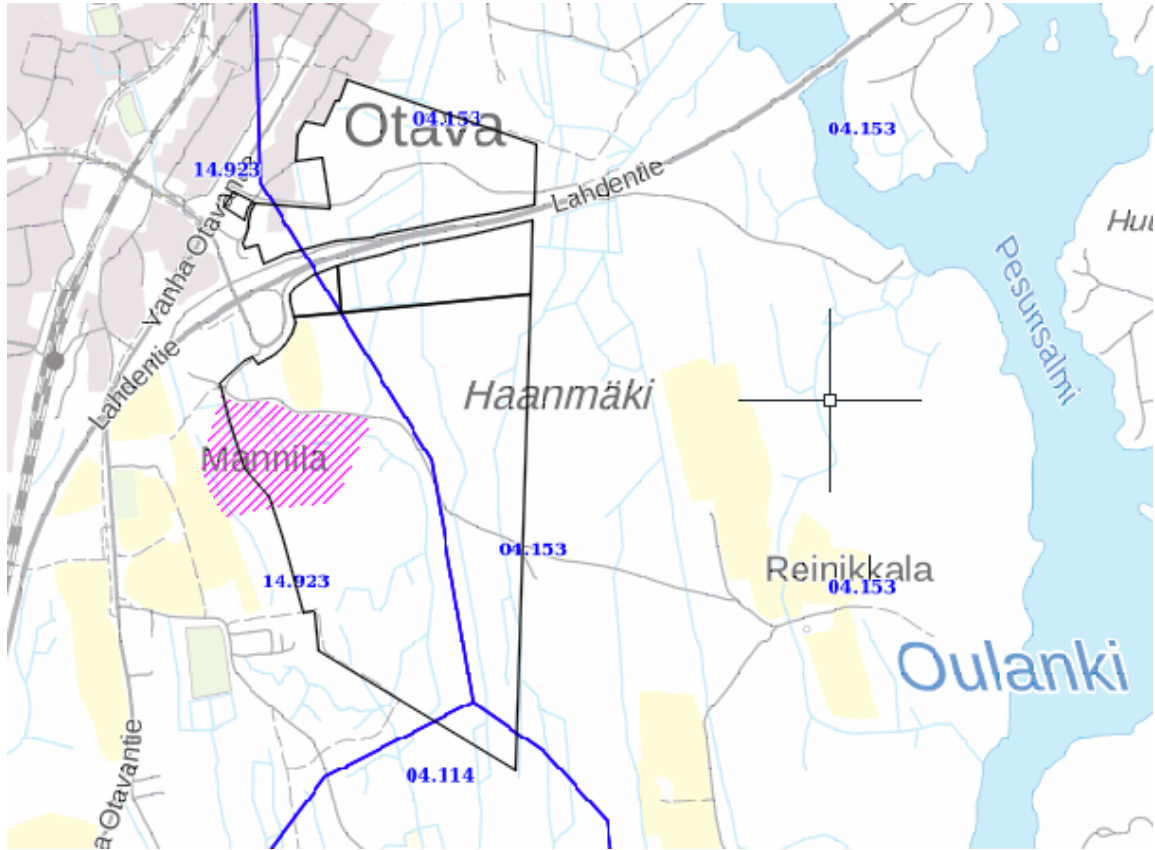 Otava
04.153
04.153
14.923
Lahdentie
Huu
Vanha-Otavantie
Pesunsalmi
Lahdentie
Haanmäki
Mannila
04.153
14.923
Reinikkala
04.153
Oulanki
04.114
a-Otavantie